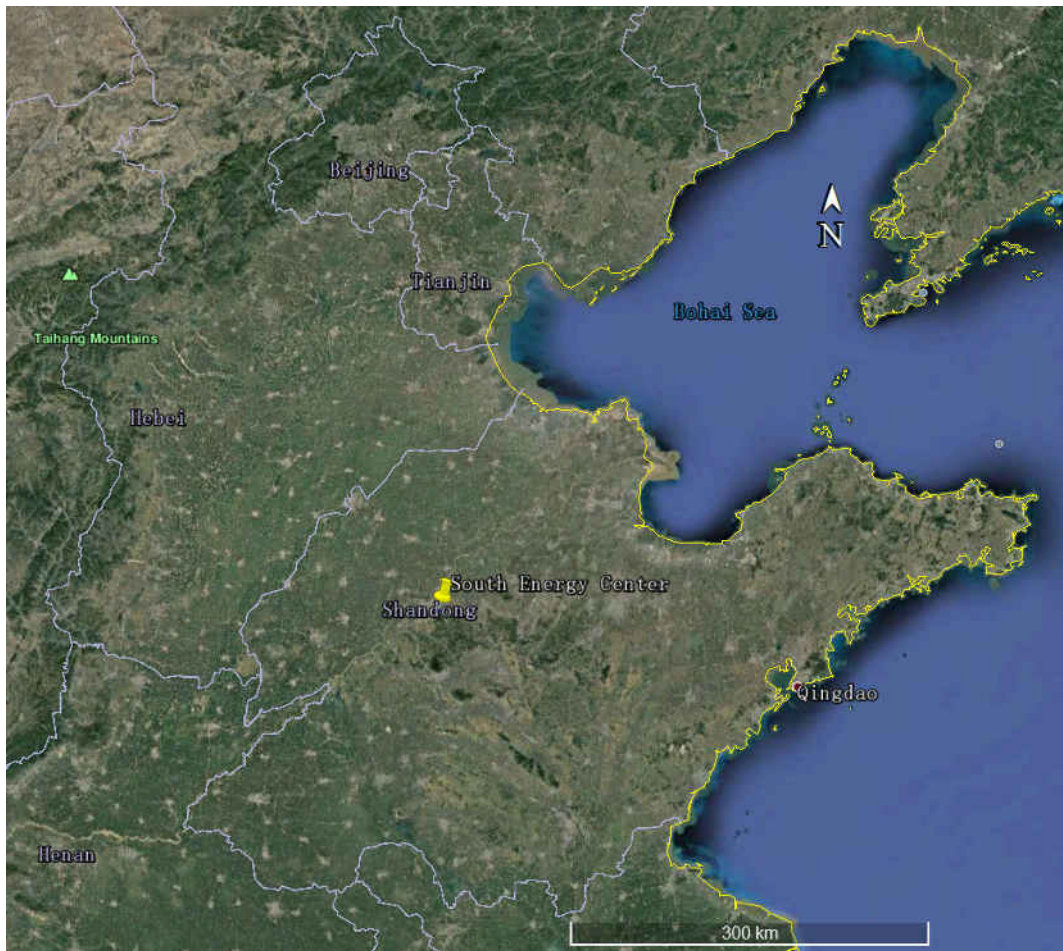 Beijing
N
Tianjin
Bohai Sea
Taihang Mountains
Hebei
South Energy Center
Shandong
Qingdao
Henan
300 km